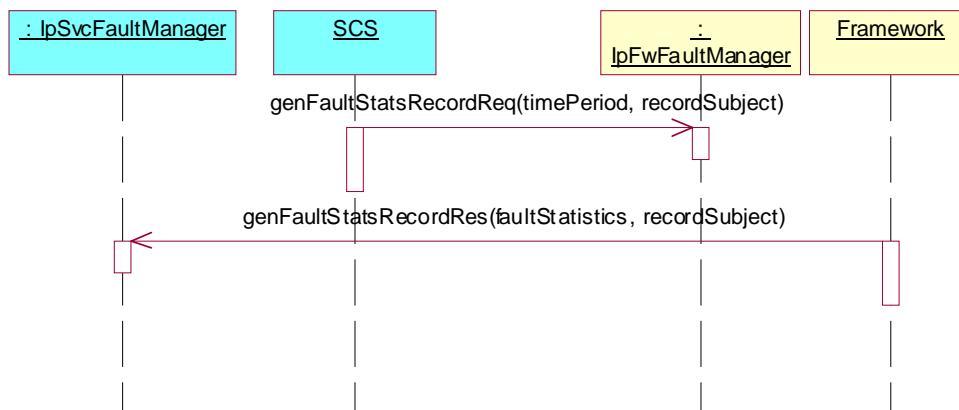 : IpSvcFaultManager
SCS
:
IpFwFaultManager
Framework
genFaultStatsRecordReq(timePeriod, recordSubject)
genFaultStatsRecordRes(faultStatistics, recordSubject)